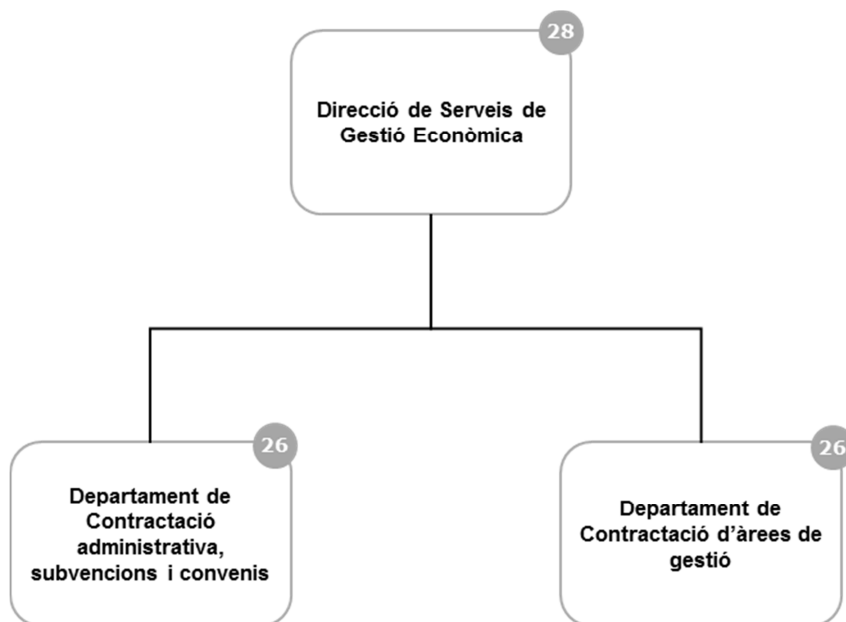 28
Direcció de Serveis de
Gestió Econòmica
26
Departament de
Contractació
administrativa,
subvencions i convenis
26
Departament de
Contractació d'àrees de
gestió